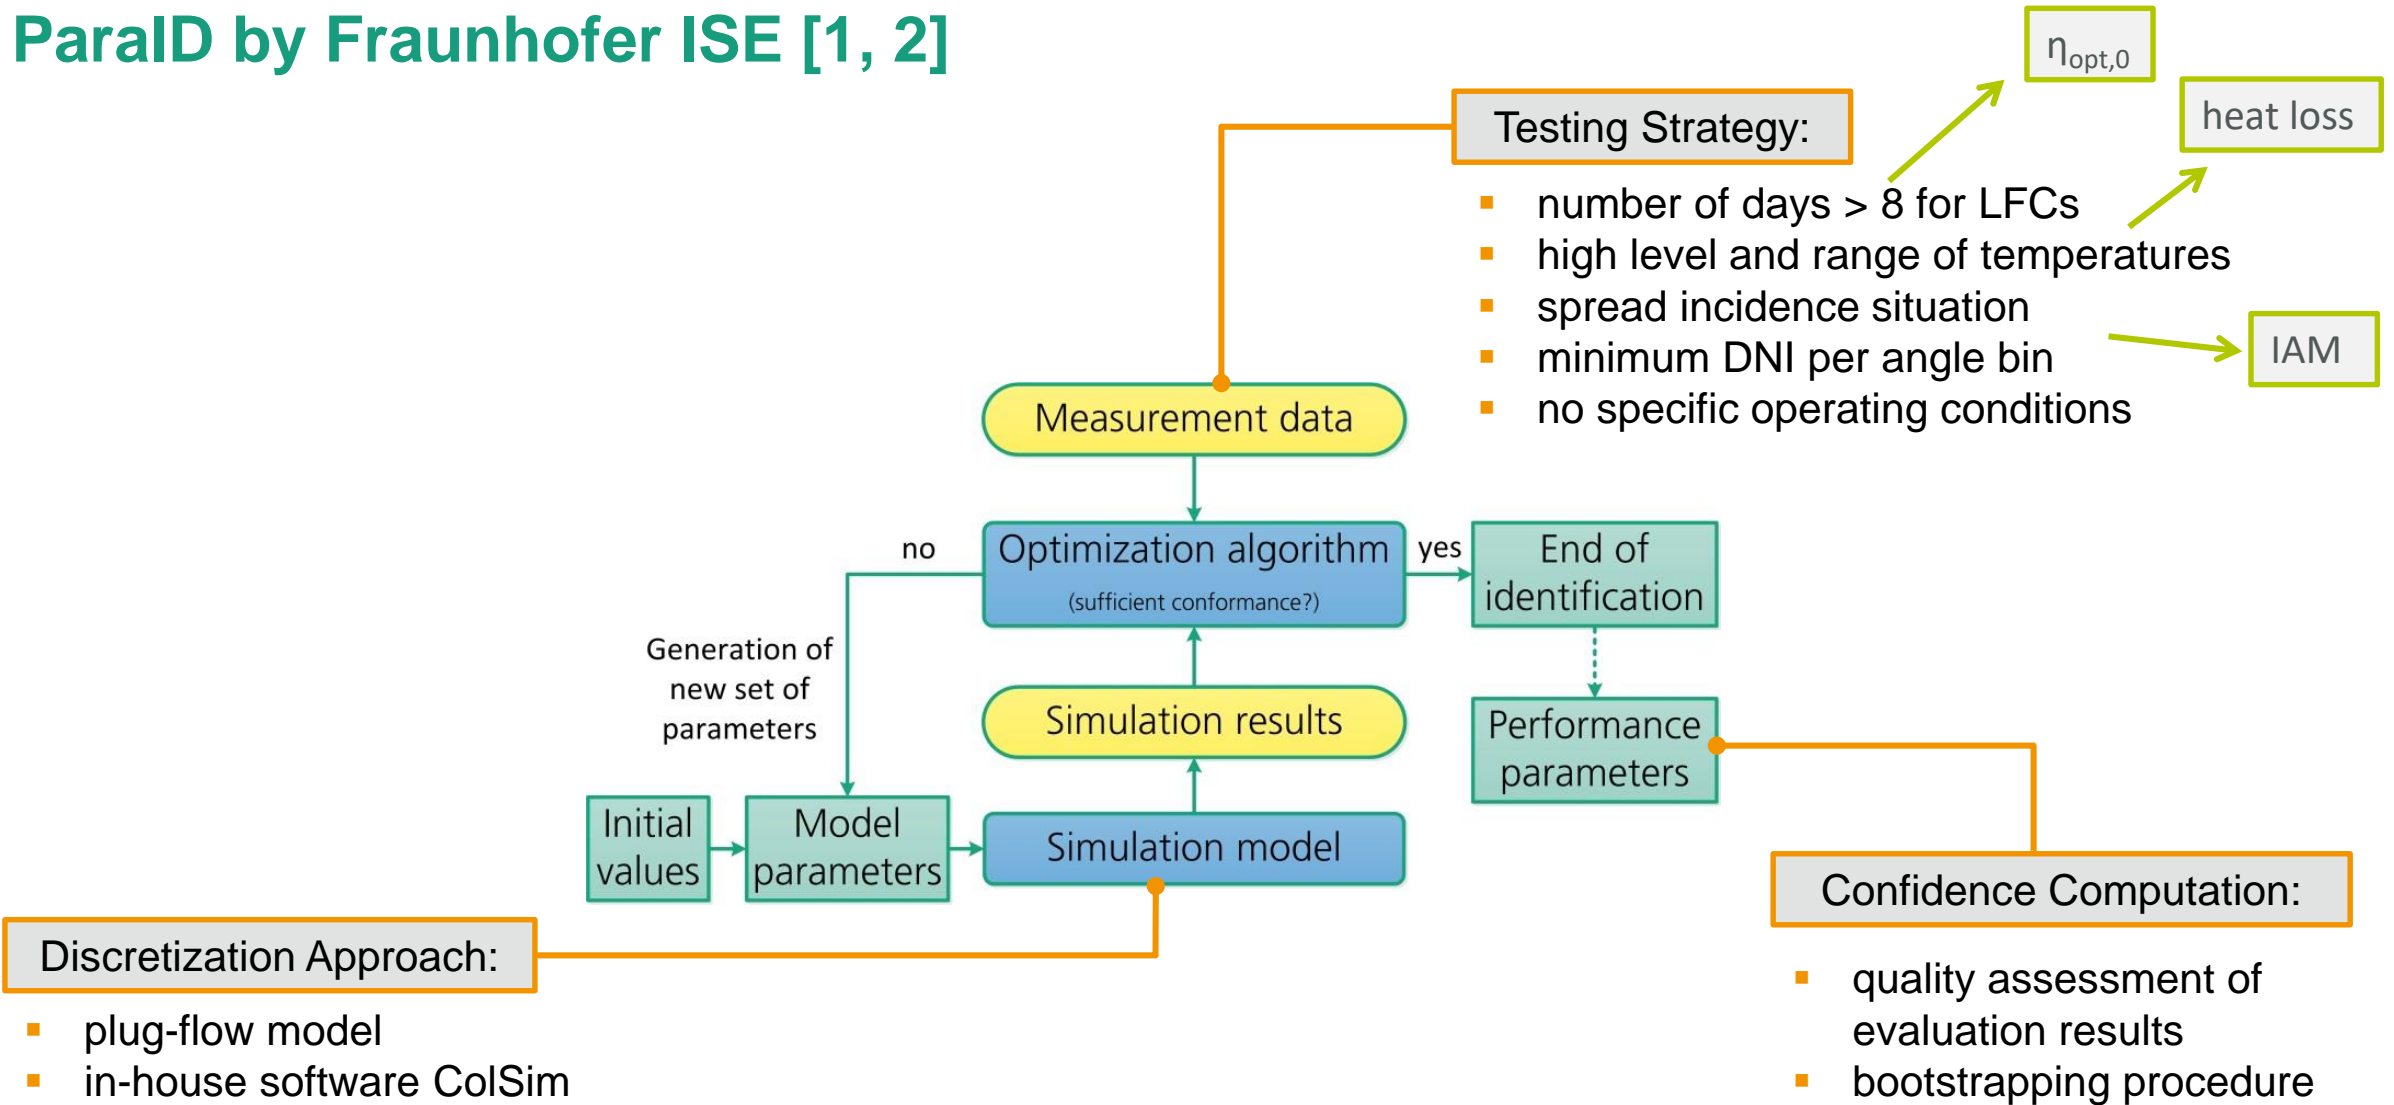 ParaID by Fraunhofer ISE [1, 2]
ηopt,0
heat loss
Testing Strategy:
number of days > 8 for LFCs
high level and range of temperatures
spread incidence situation
minimum DNI per angle bin
no specific operating conditions
IAM
Measurement data
no
Optimization algorithm
(sufficient conformance?)
yes
End of
identification
Generation of
new set of
parameters
Simulation results
Performance
parameters
Initial
values
Model
parameters
Simulation model
Discretization Approach:
plug-flow model
in-house software ColSim
Confidence Computation:
quality assessment of
evaluation results
bootstrapping procedure